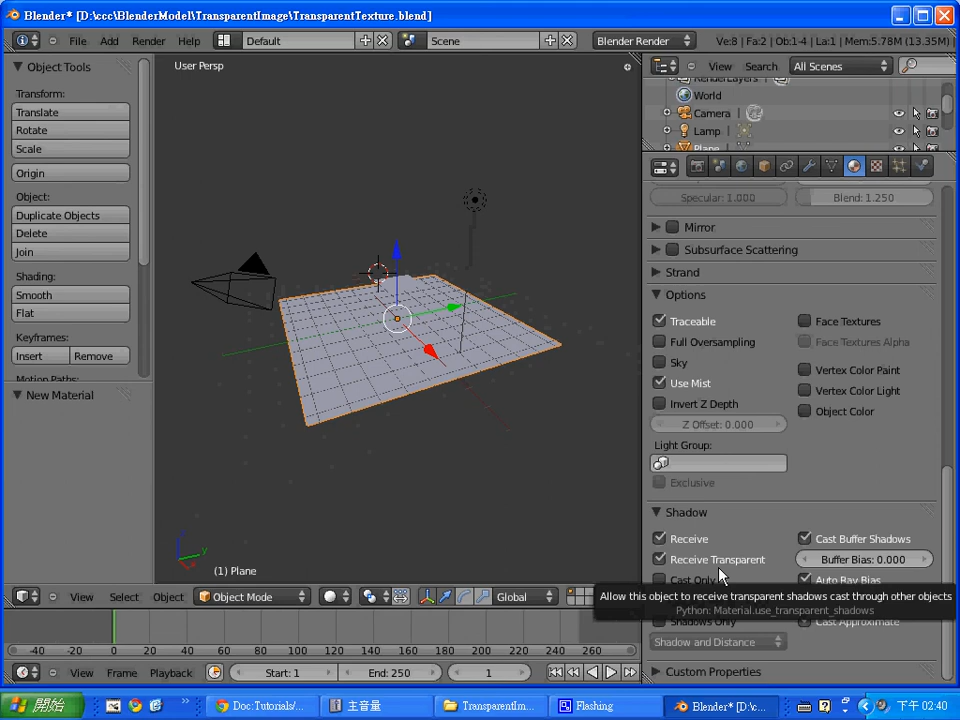 Blender* [D:\ccc\BlenderModel\TransparentImage\TransparentTexture.blend]
File Add Render Help Default Scene Blender Render Ve:8 | Fa:2 | Ob:1-4 | La:1 | Mem:5.78M (13.35M)
Object Tools
Transform:
Translate
Rotate
Scale
Origin
Object:
Duplicate Objects
Delete
Join
Shading:
Smooth
Flat
Keyframes:
Insert Remove
Motion Paths:
New Material
User Persp
(1) Plane
View Search All Scenes
RenderLayers
World
Camera
Lamp
Plane
Specular: 1.000 Blend: 1.250
Mirror
Subsurface Scattering
Strand
Options
Traceable Face Textures
Full Oversampling Face Textures Alpha
Sky Vertex Color Paint
Use Mist Vertex Color Light
Invert Z Depth Object Color
Z Offset: 0.000
Light Group:
Exclusive
Shadow
Receive Cast Buffer Shadows
Receive Transparent Buffer Bias: 0.000
Cast Only Auto Ray Bias
Allow this object to receive transparent shadows cast through other objects
Python: Material.use_transparent_shadows
Shadows Only Cast Approximate
Shadow and Distance
Custom Properties
View Select Object Object Mode Global
-40 -20 0 20 40 60 80 100 120 140 160 180 200 220 240 260
View Frame Playback Start: 1 End: 250 1
開始 Doc:Tutorials/... 主音量 TransparentIm... Flashing Blender* [D:\c... 下午 02:40